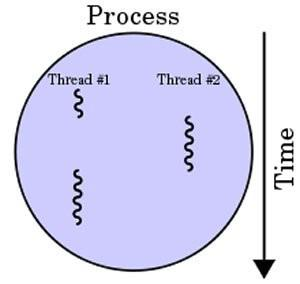 Process
Thread #1
Thread #2
Time